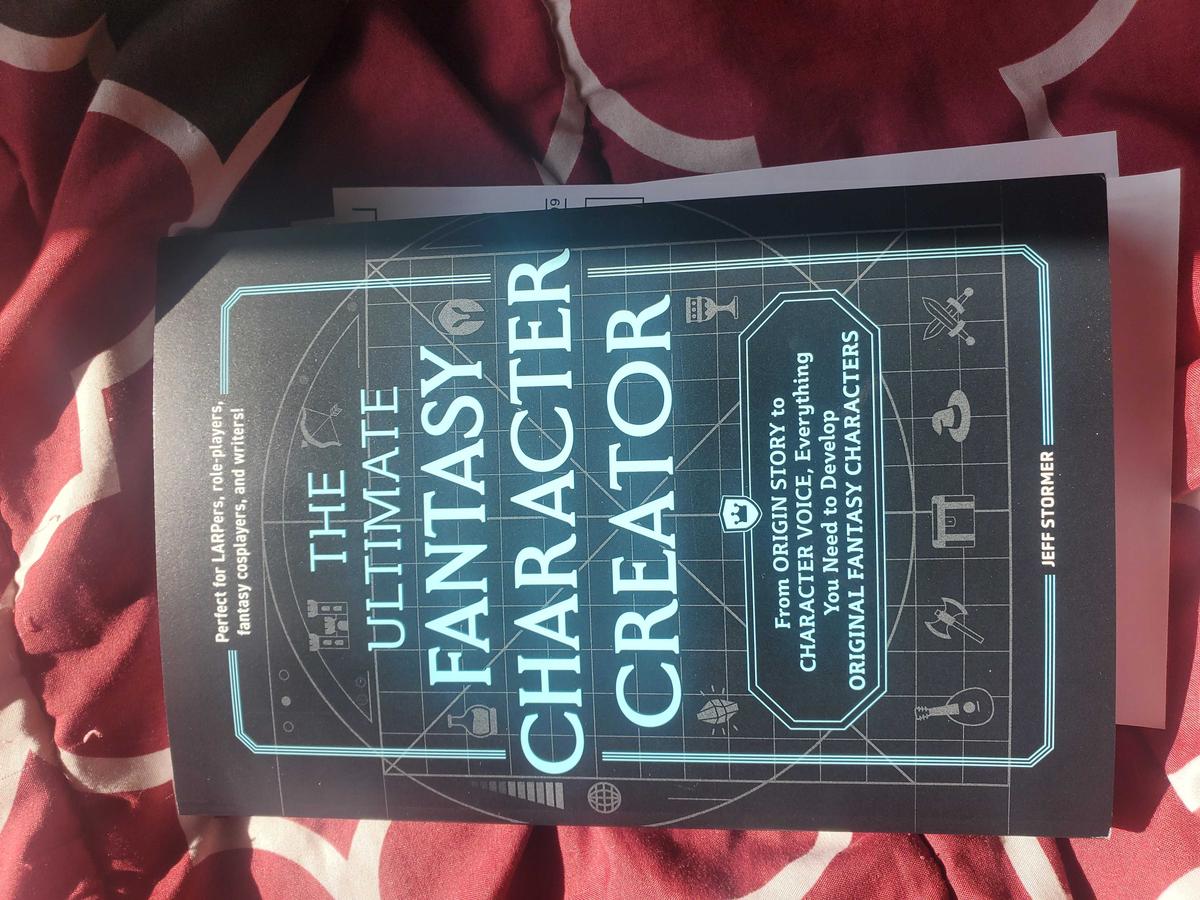 Perfect for LARPers, role-players,
fantasy cosplayers, and writers!
THE
ULTIMATE
FANTASY
CHARACTER
CREATOR
From ORIGIN STORY to
CHARACTER VOICE, Everything
You Need to Develop
ORIGINAL FANTASY CHARACTERS
JEFF STORMER